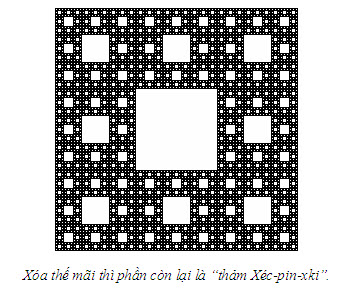 Xóa thế mãi thì phần còn lại là “thảm Xéc-pin-xki”.